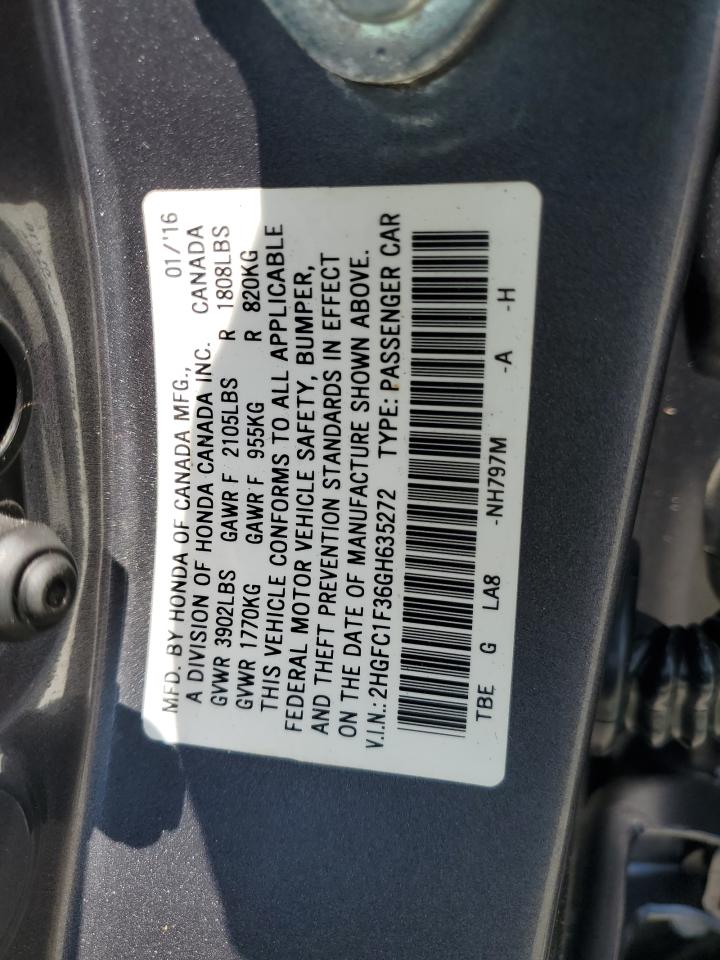 MFD. BY HONDA OF CANADA MFG., 01/'16
A DIVISION OF HONDA CANADA INC. CANADA
GVWR 3902LBS GAWR F 2105LBS R 1808LBS
GVWR 1770KG GAWR F 955KG R 820KG
THIS VEHICLE CONFORMS TO ALL APPLICABLE
FEDERAL MOTOR VEHICLE SAFETY, BUMPER,
AND THEFT PREVENTION STANDARDS IN EFFECT
ON THE DATE OF MANUFACTURE SHOWN ABOVE.
V.I.N.: 2HGFC1F36GH635272 TYPE: PASSENGER CAR
TBE G LA8 -NH797M -A -H